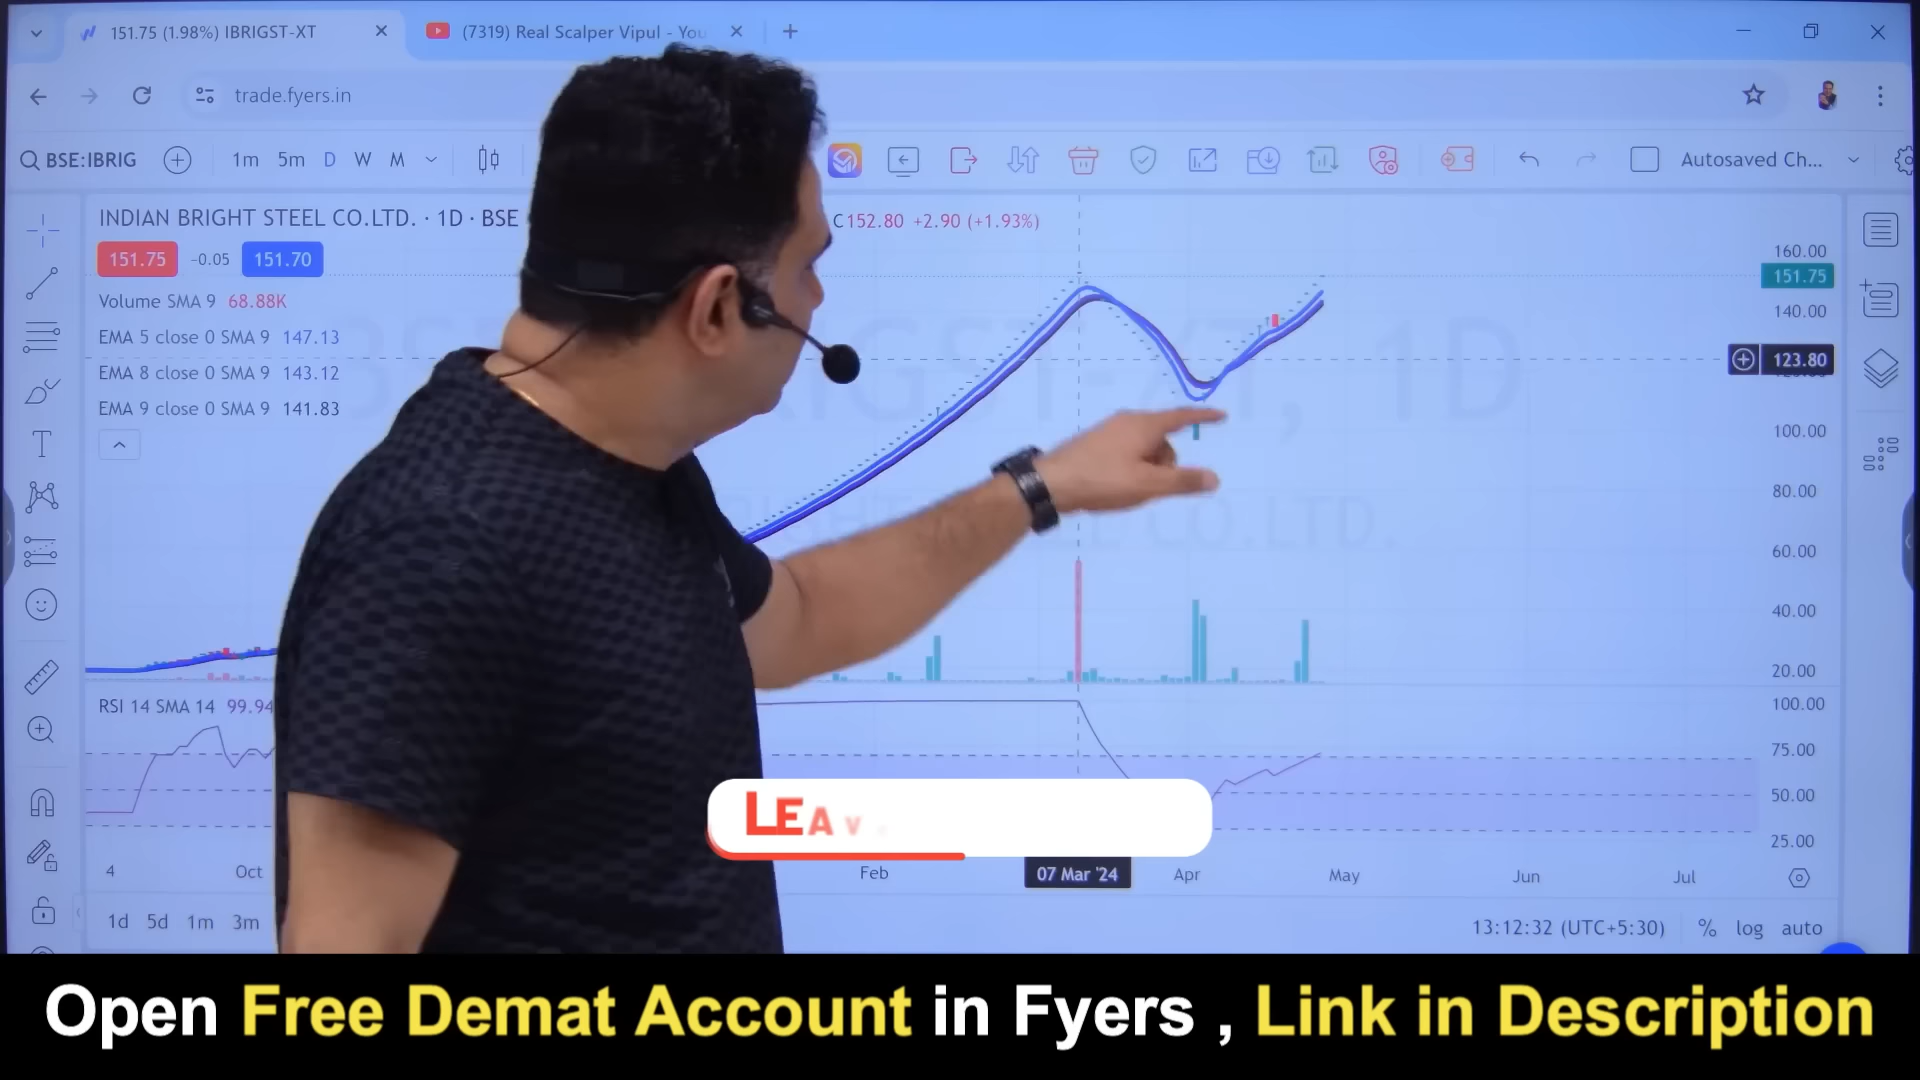 151.75 (1.98%) IBRIGST-XT
(7319) Real Scalper Vipul - You
trade.fyers.in
BSE:IBRIG 1m 5m D W M Autosaved Ch...
INDIAN BRIGHT STEEL CO.LTD. · 1D · BSE C152.80 +2.90 (+1.93%)
151.75 -0.05 151.70
Volume SMA 9 68.88K
EMA 5 close 0 SMA 9 147.13
EMA 8 close 0 SMA 9 143.12
EMA 9 close 0 SMA 9 141.83
160.00
151.75
140.00
123.80
100.00
80.00
60.00
40.00
20.00
RSI 14 SMA 14 99.94
100.00
75.00
50.00
25.00
LEAV
4 Oct Feb 07 Mar '24 Apr May Jun Jul
1d 5d 1m 3m 13:12:32 (UTC+5:30) % log auto
Open Free Demat Account in Fyers , Link in Description